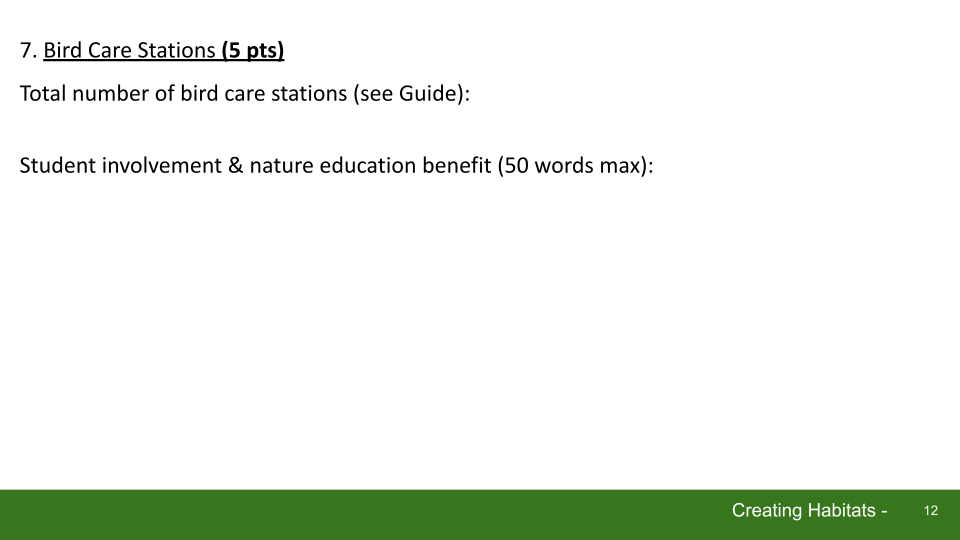 7. Bird Care Stations (5 pts)
Total number of bird care stations (see Guide):
Student involvement & nature education benefit (50 words max):
Creating Habitats - 12